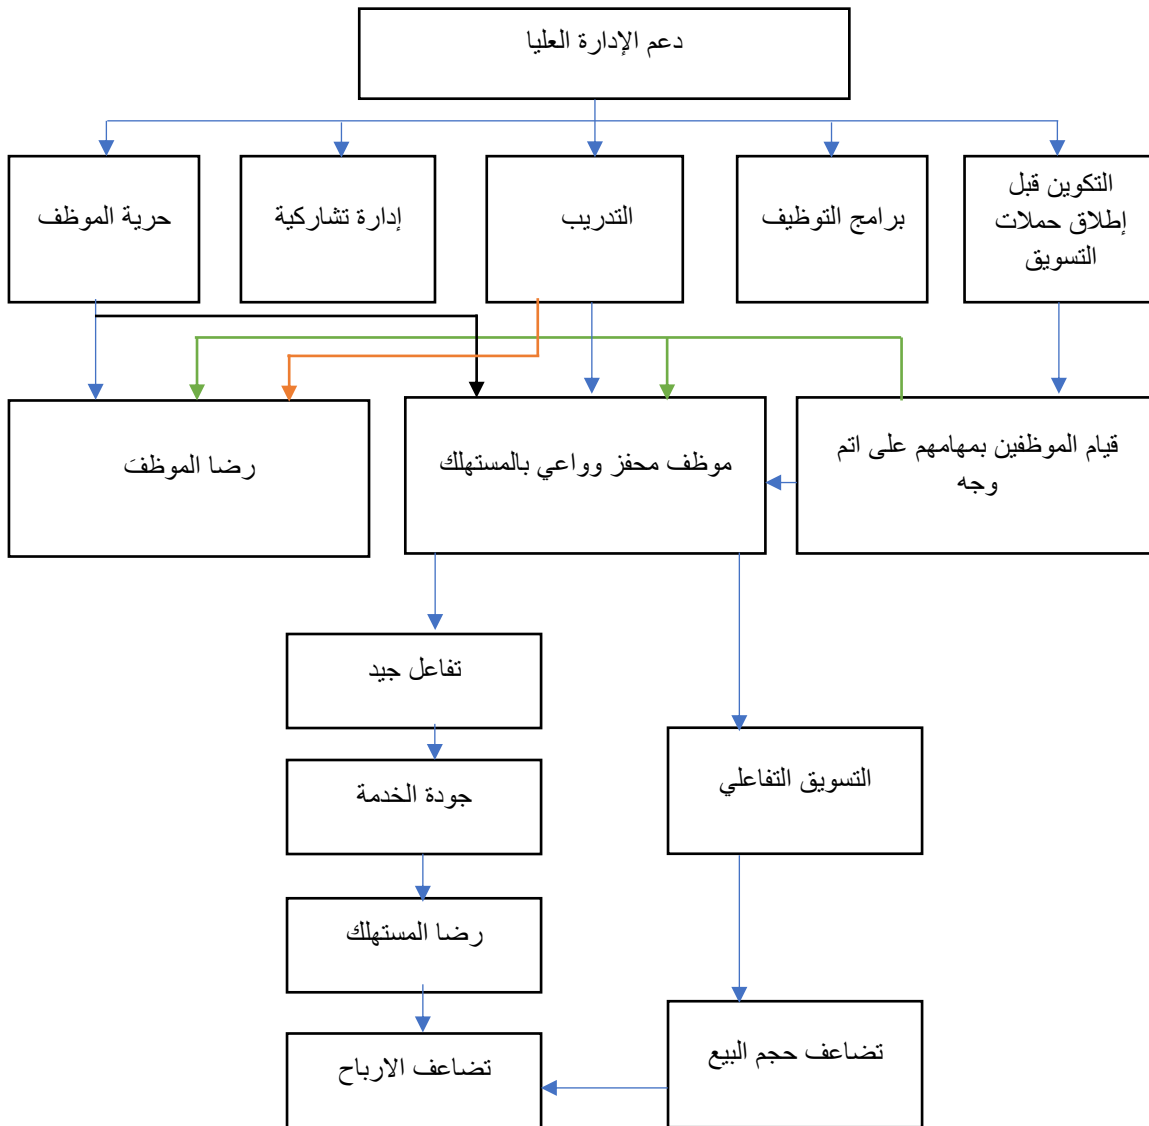 دعم الإدارة العليا
التكوين قبل
إطلاق حملات
التسويق
برامج التوظيف
التدريب
إدارة تشاركية
حرية الموظف
قيام الموظفين بمهامهم على اتم
وجه
موظف محفز وواعي بالمستهلك
رضا الموظف
تفاعل جيد
التسويق التفاعلي
جودة الخدمة
رضا المستهلك
تضاعف حجم البيع
تضاعف الارباح